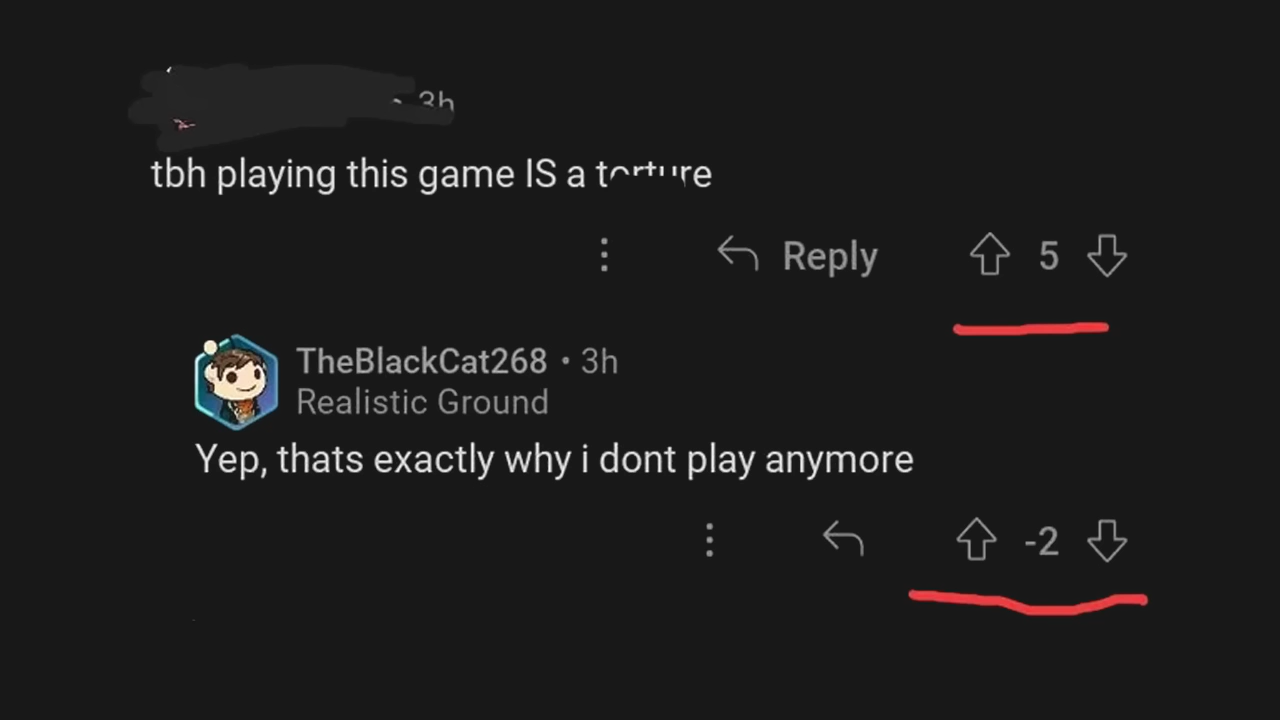 3h
tbh playing this game IS a torture
Reply 5
TheBlackCat268 • 3h
Realistic Ground
Yep, thats exactly why i dont play anymore
-2